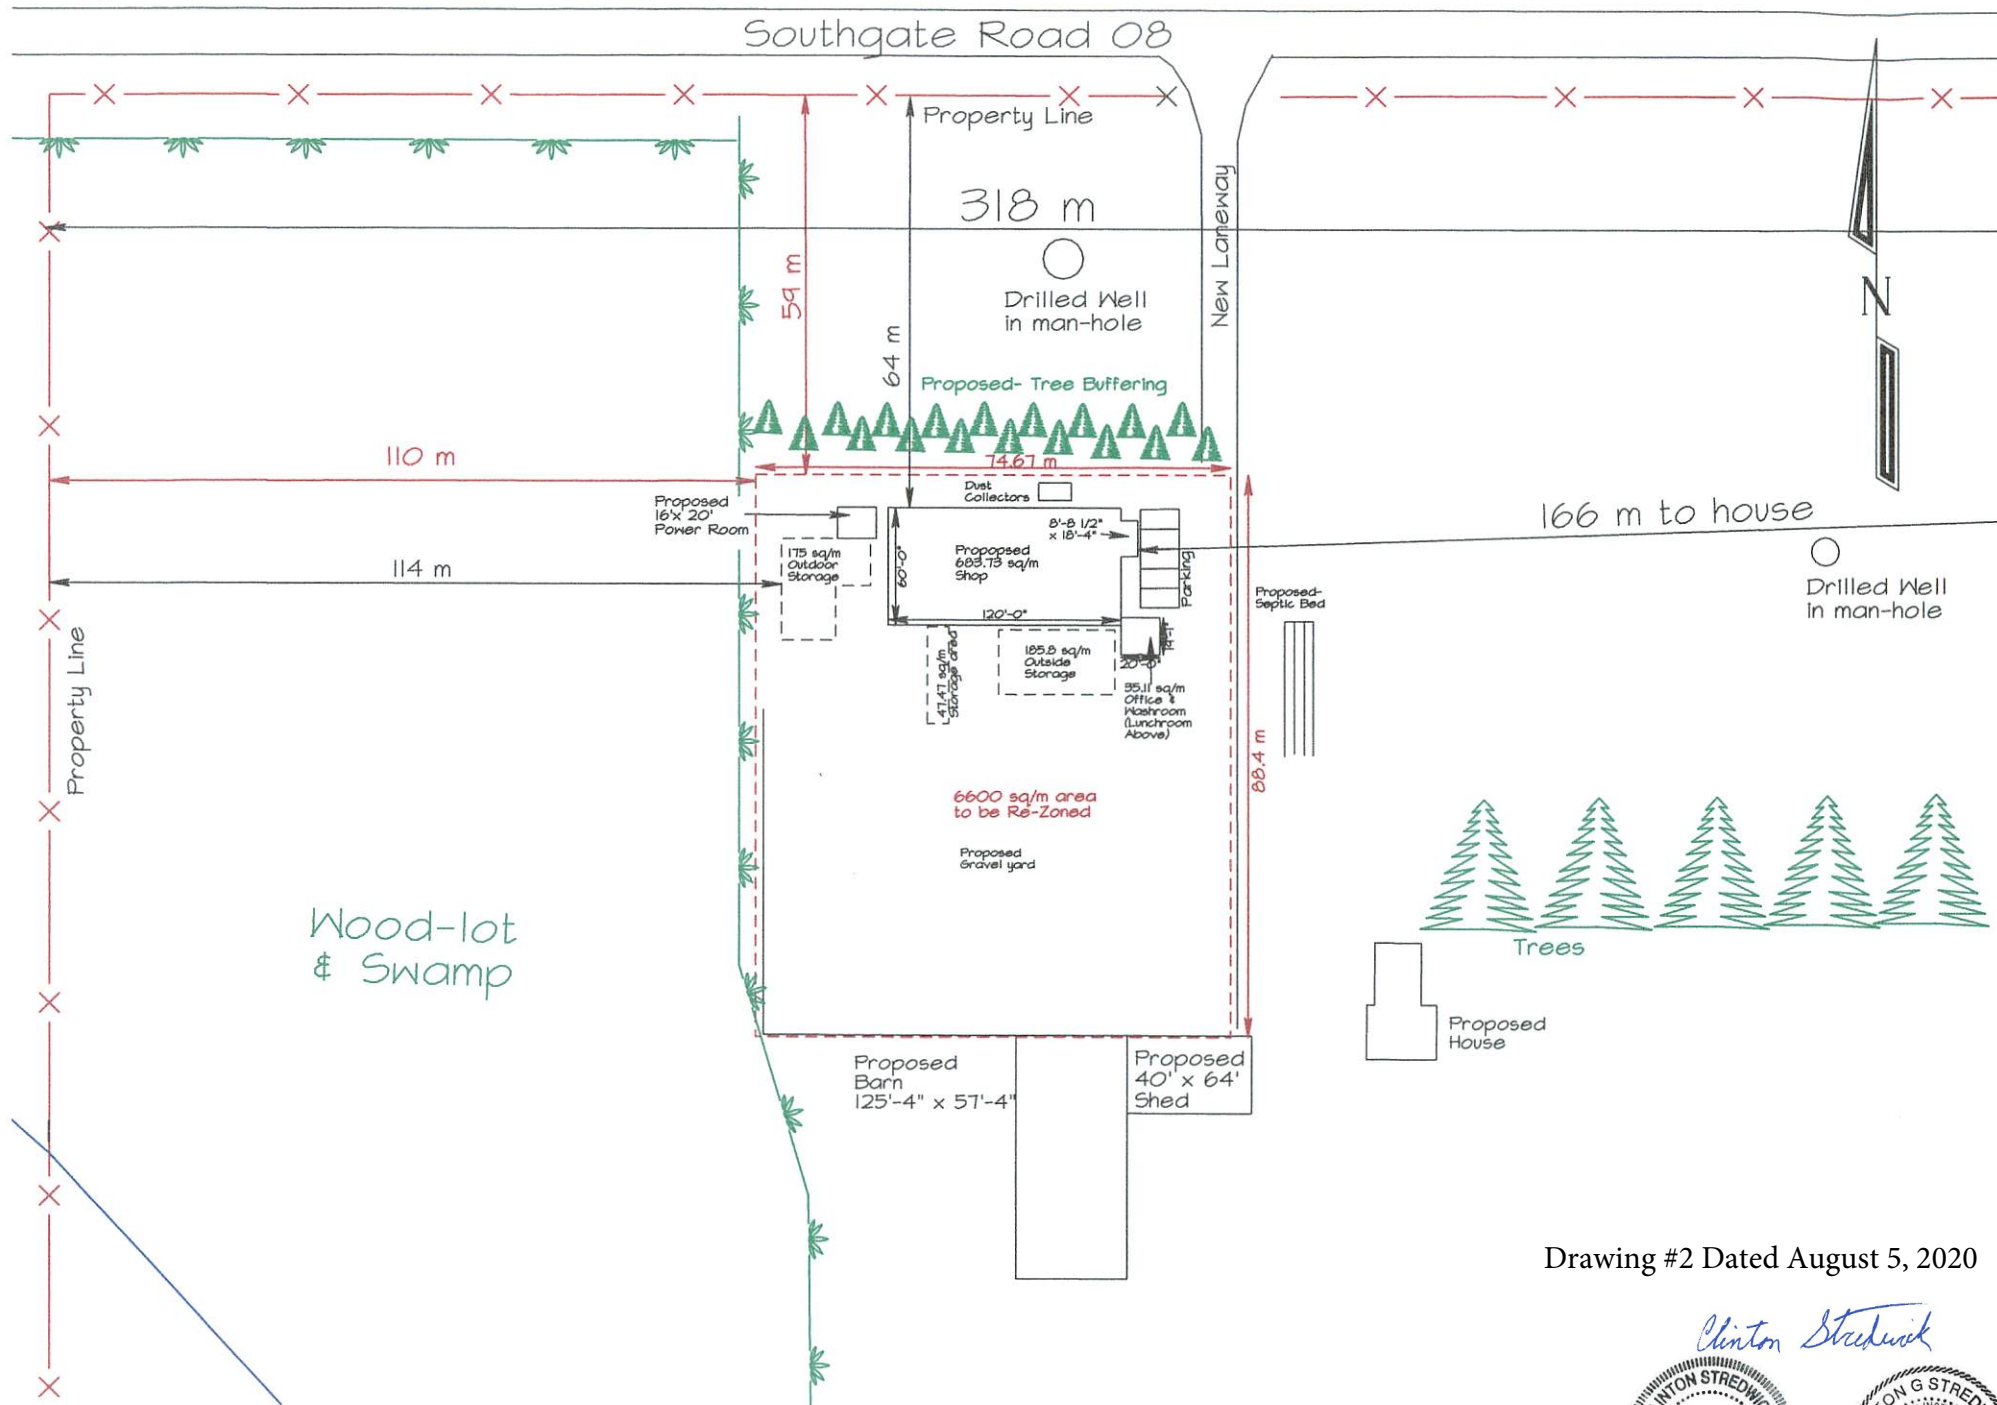 Southgate Road 08
Property Line
318 m
Drilled Well
in man-hole
New Laneway
N
59 m
64 m
Proposed- Tree Buffering
74.67 m
110 m
Dust
Collectors
Proposed
16'x 20'
Power Room
8'-8 1/2"
x 18'-4"
166 m to house
Drilled Well
in man-hole
175 sq/m
Outdoor
Storage
60'-0"
Propopsed
683.73 sq/m
Shop
Parking
114 m
120'-0"
Proposed-
Septic Bed
47.47 sq/m
Storage area
185.8 sq/m
Outside
Storage
20'-0"
35.11 sq/m
Office &
Washroom
(Lunchroom
Above)
Property Line
88.4 m
6600 sq/m area
to be Re-Zoned
Proposed
Gravel yard
Wood-lot
& Swamp
Trees
Proposed
House
Proposed
Barn
125'-4" x 57'-4"
Proposed
40' x 64'
Shed
Drawing #2 Dated August 5, 2020
Clinton Stredwick